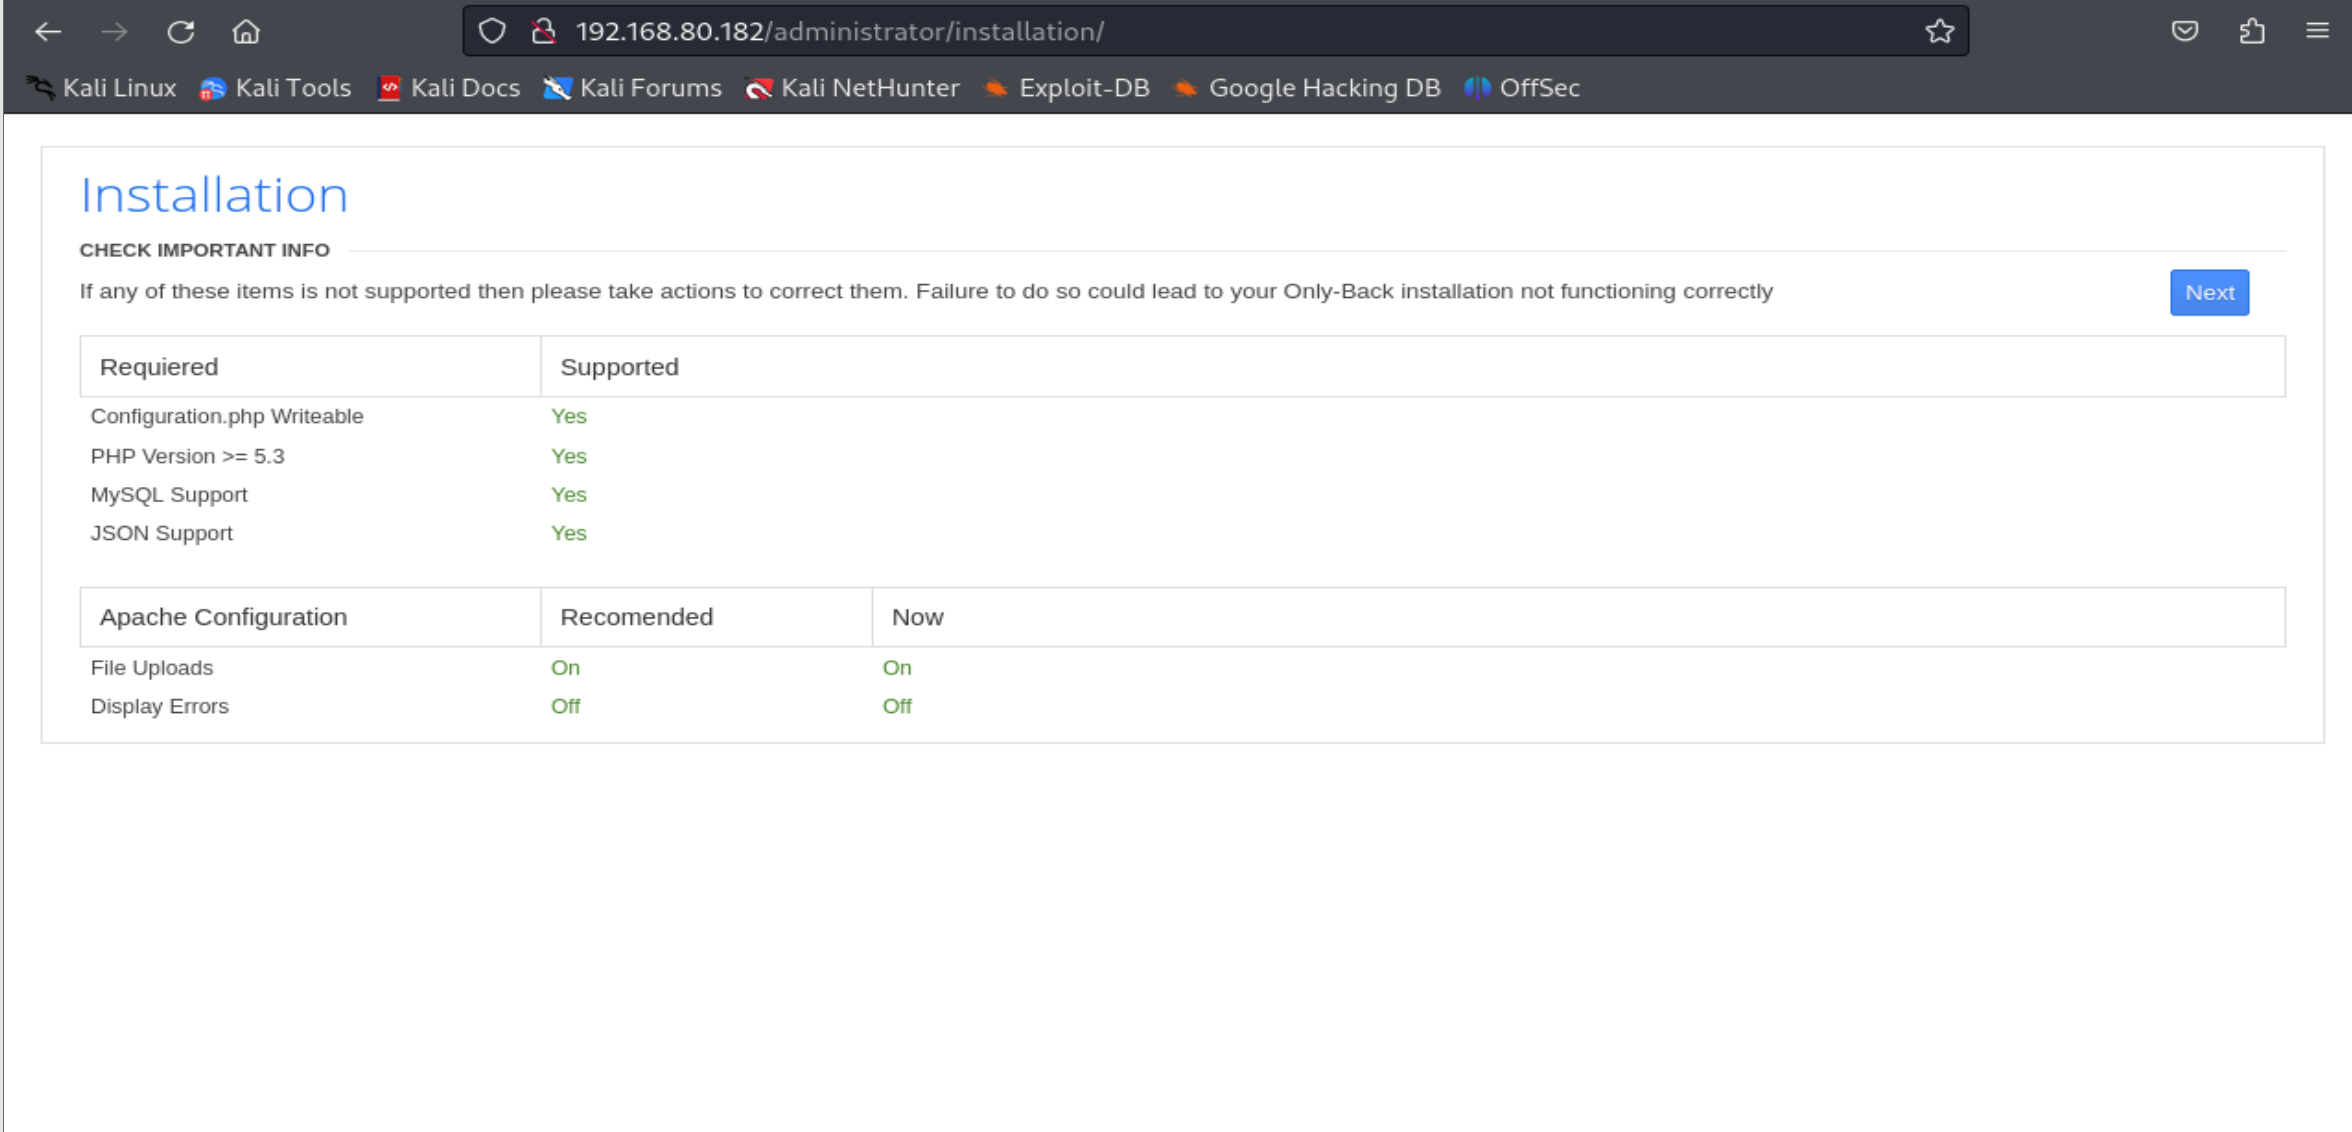 192.168.80.182/administrator/installation/
Kali Linux Kali Tools Kali Docs Kali Forums Kali NetHunter Exploit-DB Google Hacking DB OffSec
Installation
CHECK IMPORTANT INFO
If any of these items is not supported then please take actions to correct them. Failure to do so could lead to your Only-Back installation not functioning correctly Next
Requiered Supported
Configuration.php Writeable Yes
PHP Version >= 5.3 Yes
MySQL Support Yes
JSON Support Yes
Apache Configuration Recomended Now
File Uploads On On
Display Errors Off Off